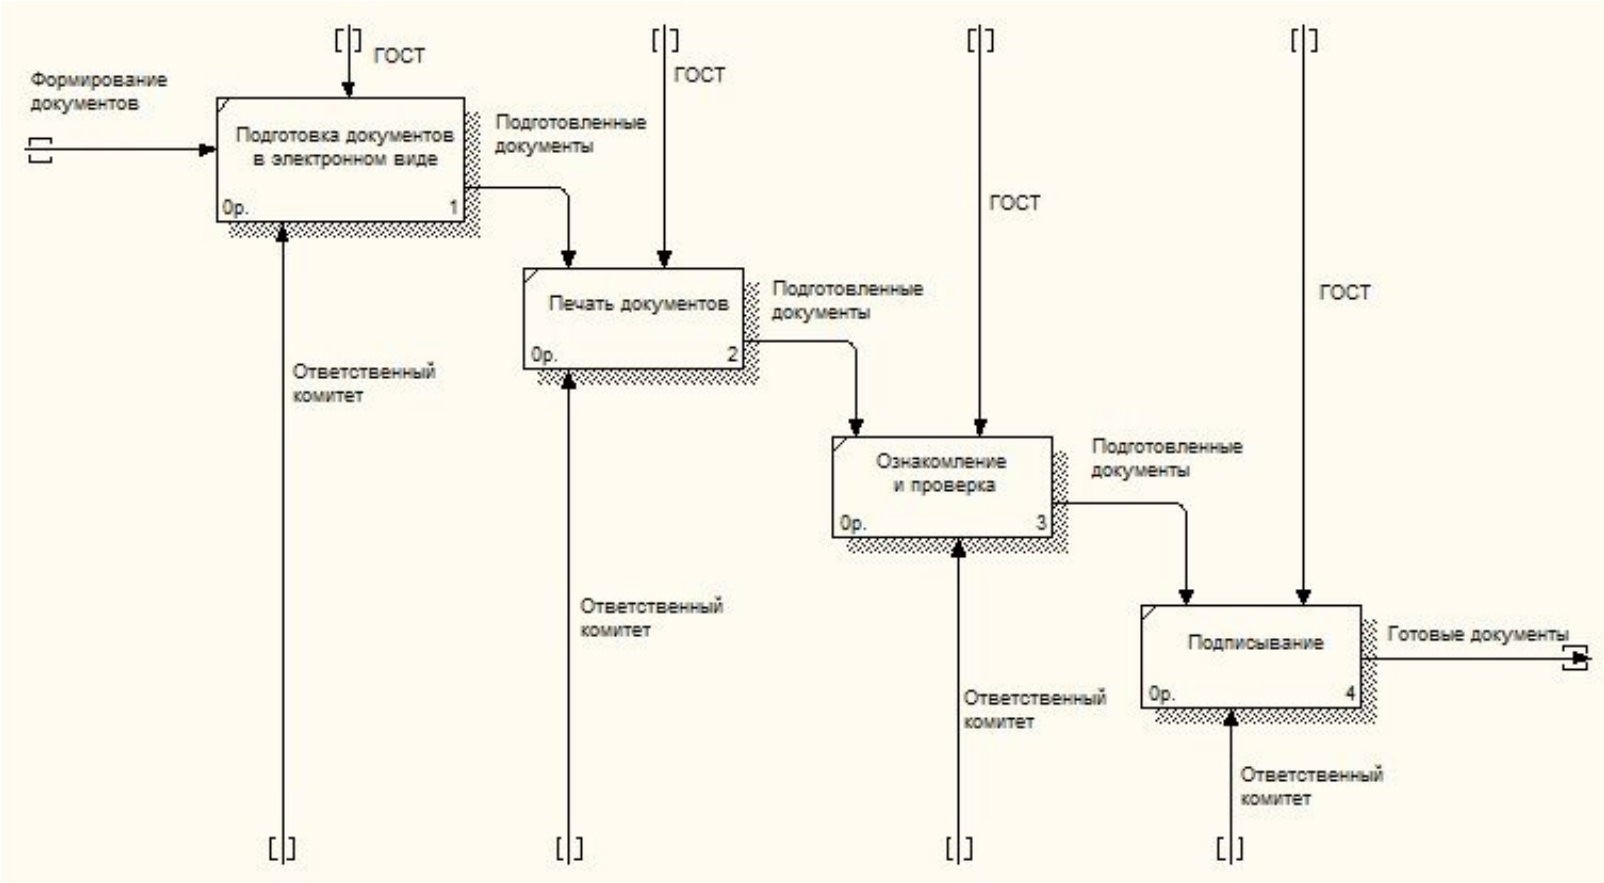 ГОСТ
Формирование
документов
ГОСТ
Подготовка документов
в электронном виде
0р. 1
Подготовленные
документы
ГОСТ
Печать документов
0р. 2
Подготовленные
документы
ГОСТ
Ответственный
комитет
Ознакомление
и проверка
0р. 3
Подготовленные
документы
Ответственный
комитет
Подписывание
0р. 4
Готовые документы
Ответственный
комитет
Ответственный
комитет